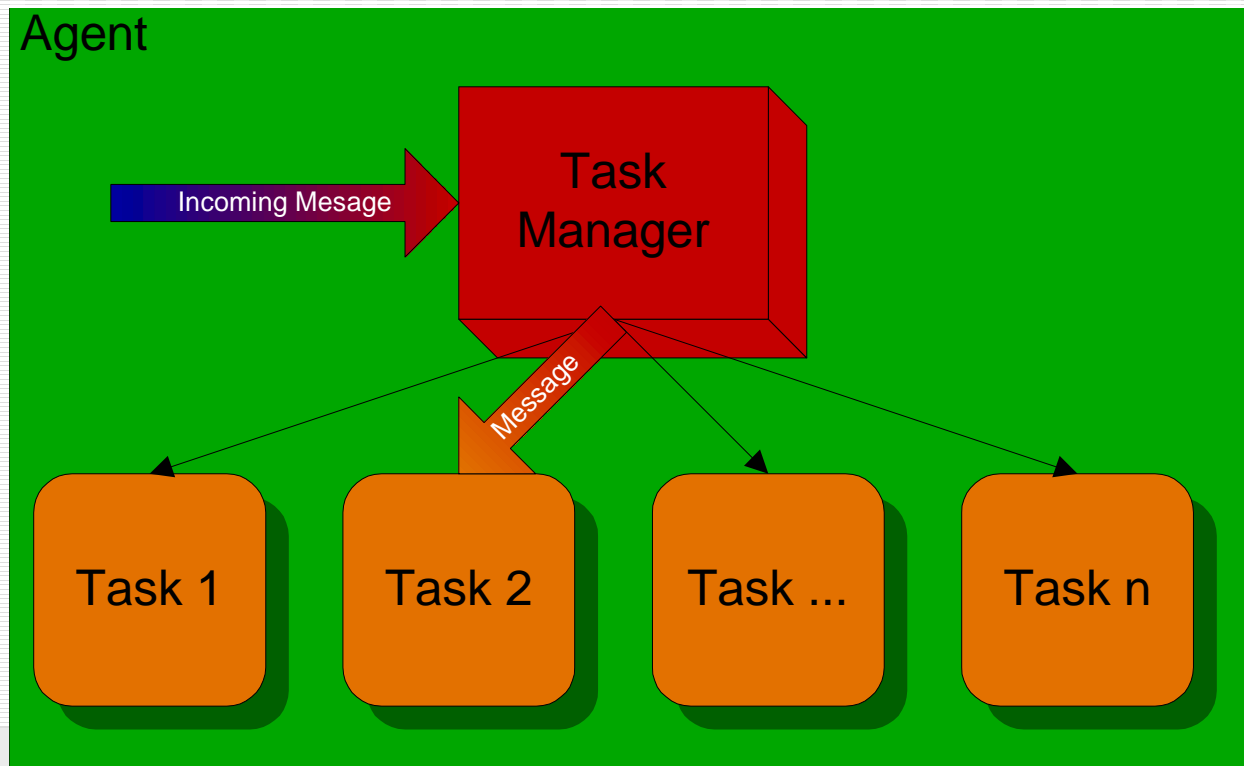 Agent
Incoming Mesage
Task
Manager
Message
Task 1
Task 2
Task ...
Task n